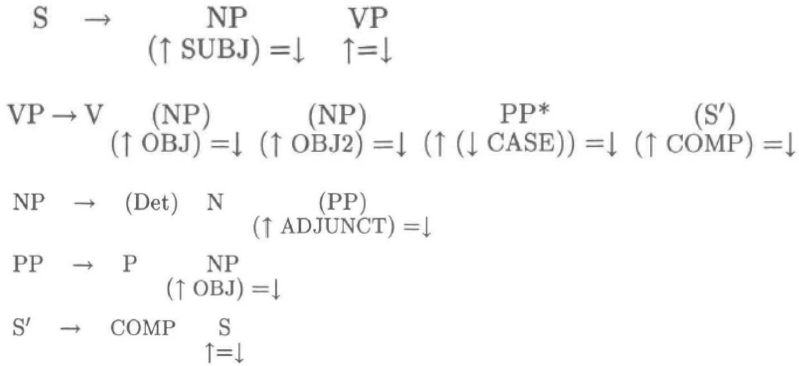 S → NP VP
(↑ SUBJ) =↓ ↑=↓
VP → V (NP) (NP) PP* (S′)
(↑ OBJ) =↓ (↑ OBJ2) =↓ (↑ (↓ CASE)) =↓ (↑ COMP) =↓
NP → (Det) N (PP)
(↑ ADJUNCT) =↓
PP → P NP
(↑ OBJ) =↓
S′ → COMP S
↑=↓